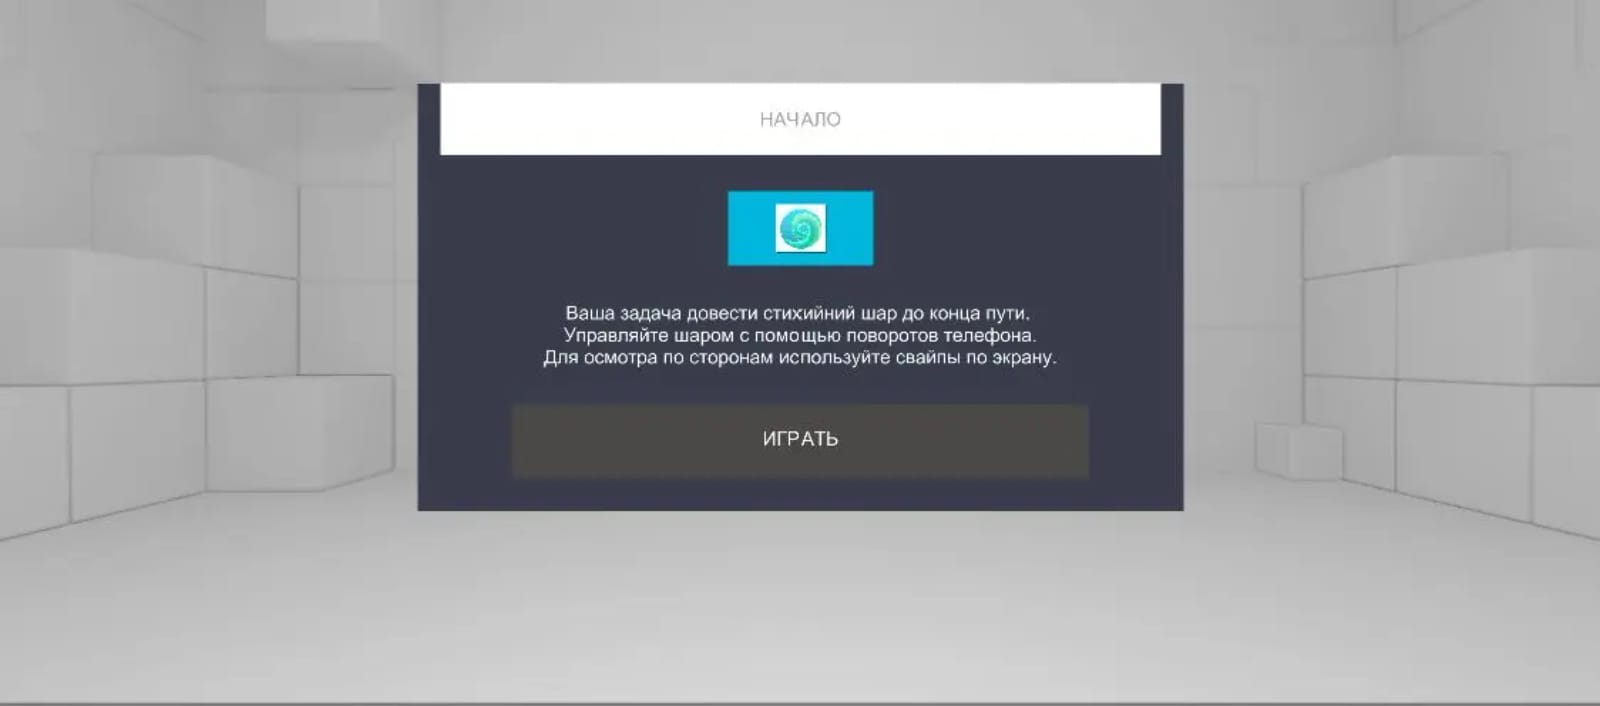 НАЧАЛО
Ваша задача довести стихийний шар до конца пути.
Управляйте шаром с помощью поворотов телефона.
Для осмотра по сторонам используйте свайпы по экрану.
ИГРАТЬ